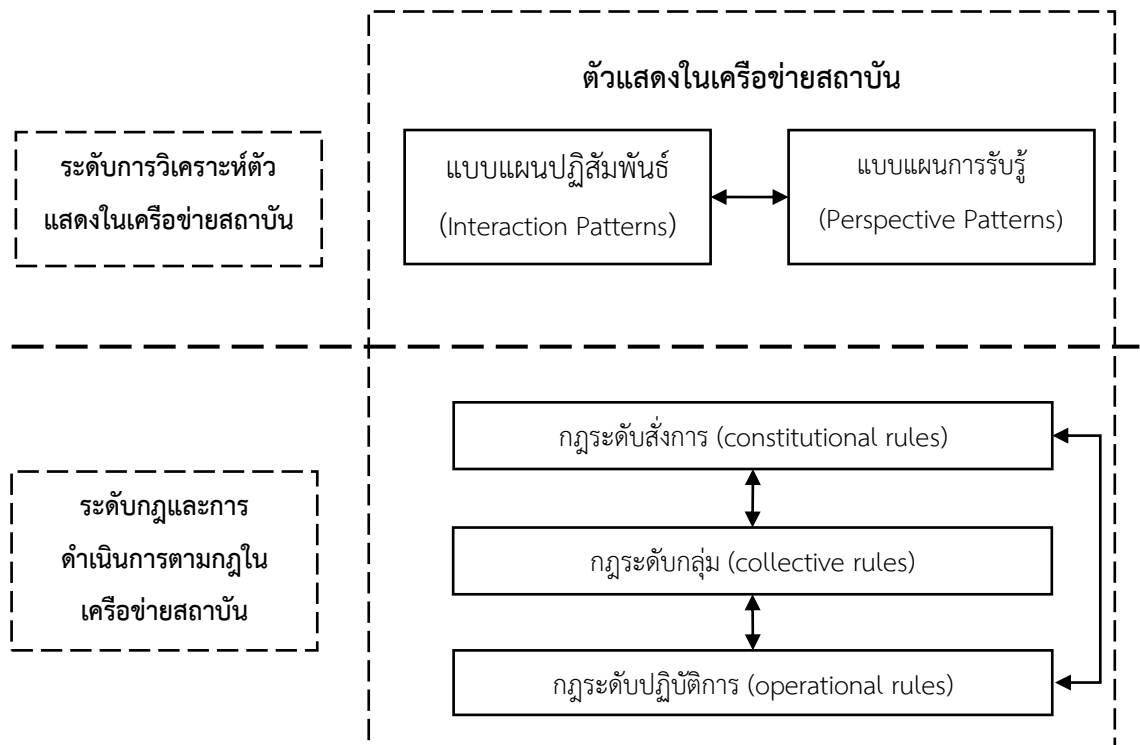 ตัวแสดงในเครือข่ายสถาบัน
ระดับการวิเคราะห์ตัว
แสดงในเครือข่ายสถาบัน
แบบแผนปฏิสัมพันธ์
(Interaction Patterns)
แบบแผนการรับรู้
(Perspective Patterns)
กฎระดับสั่งการ (constitutional rules)
ระดับกฎและการ
ดำเนินการตามกฎใน
เครือข่ายสถาบัน
กฎระดับกลุ่ม (collective rules)
กฎระดับปฏิบัติการ (operational rules)